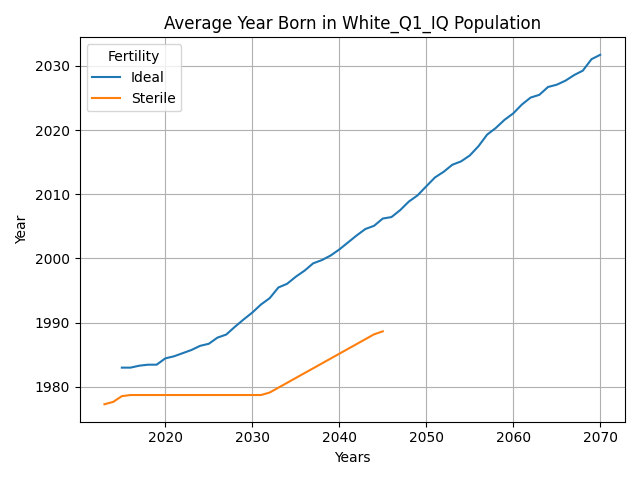 Average Year Born in White_Q1_IQ Population
Fertility
Ideal
Sterile
Year
2030
2020
2010
2000
1990
1980
2020 2030 2040 2050 2060 2070
Years